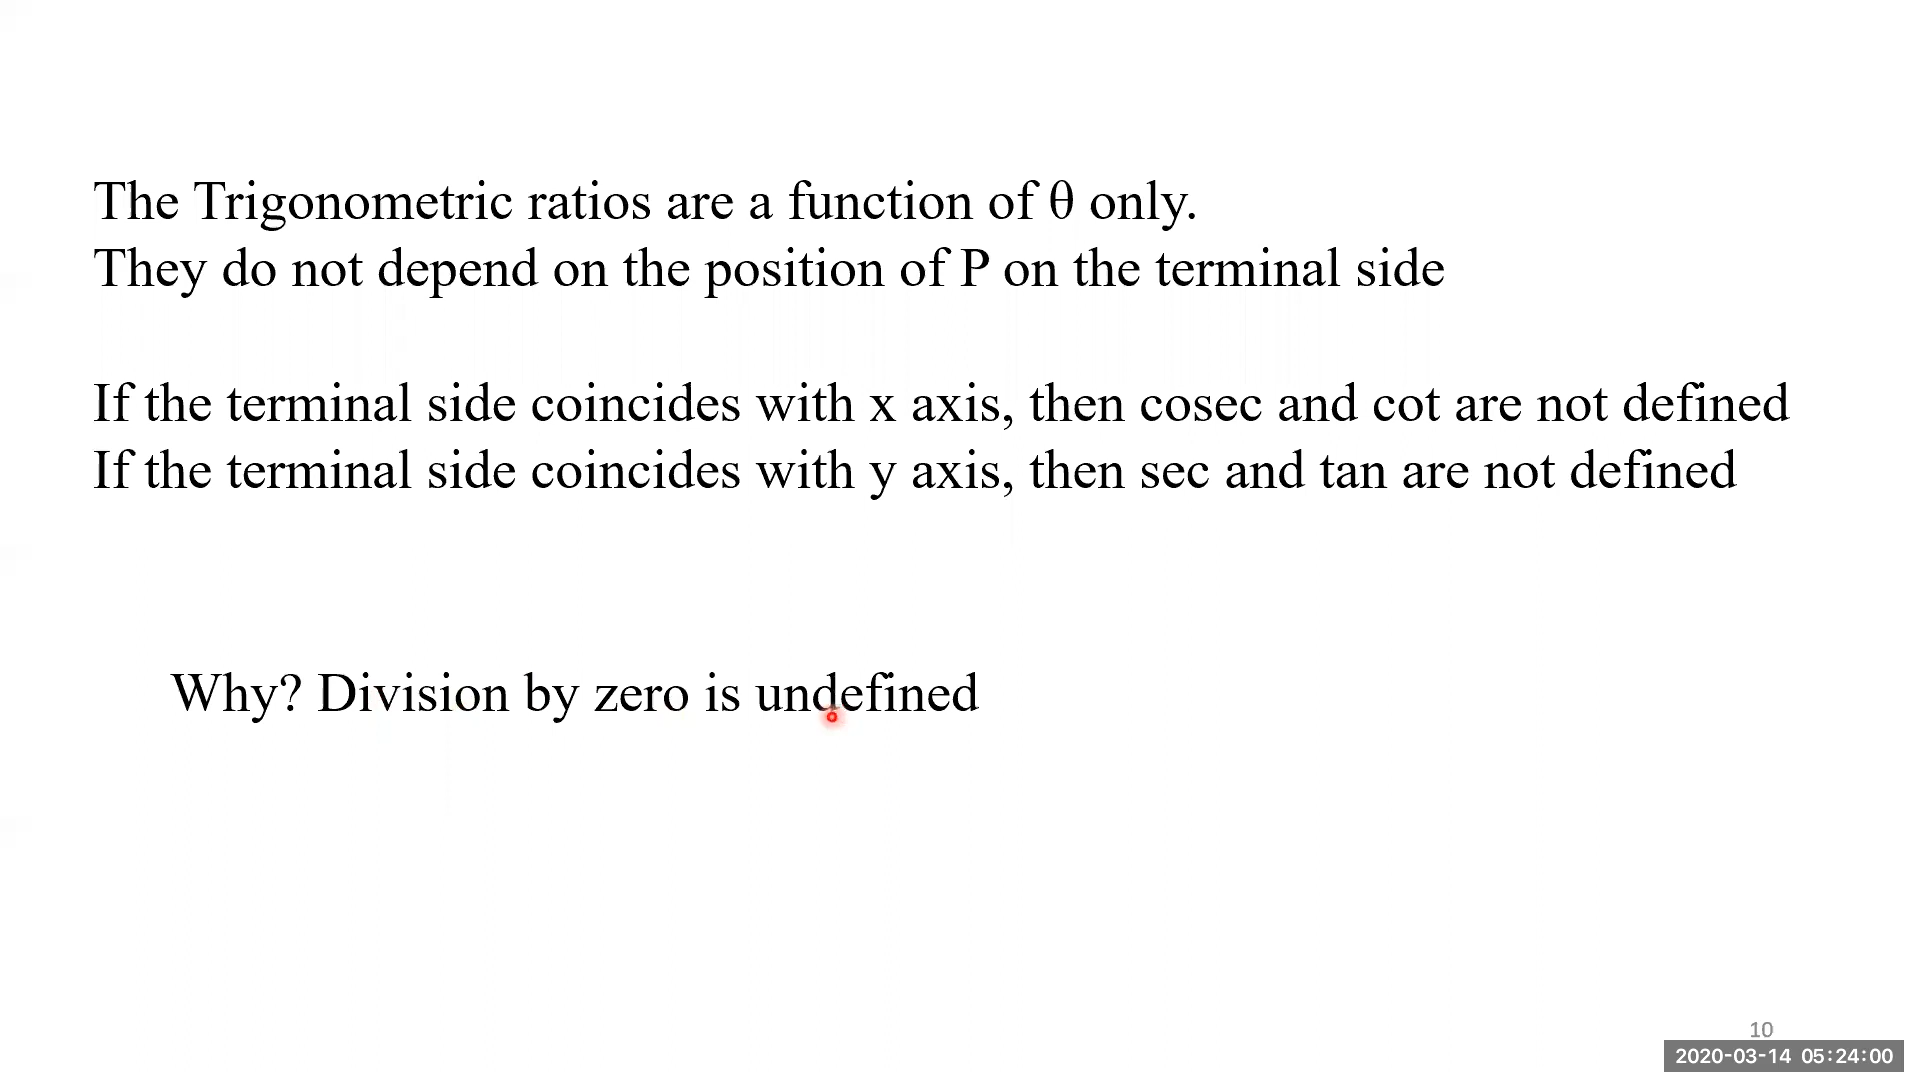 The Trigonometric ratios are a function of θ only.
They do not depend on the position of P on the terminal side
If the terminal side coincides with x axis, then cosec and cot are not defined
If the terminal side coincides with y axis, then sec and tan are not defined
Why? Division by zero is undefined
10
2020-03-14 05:24:00